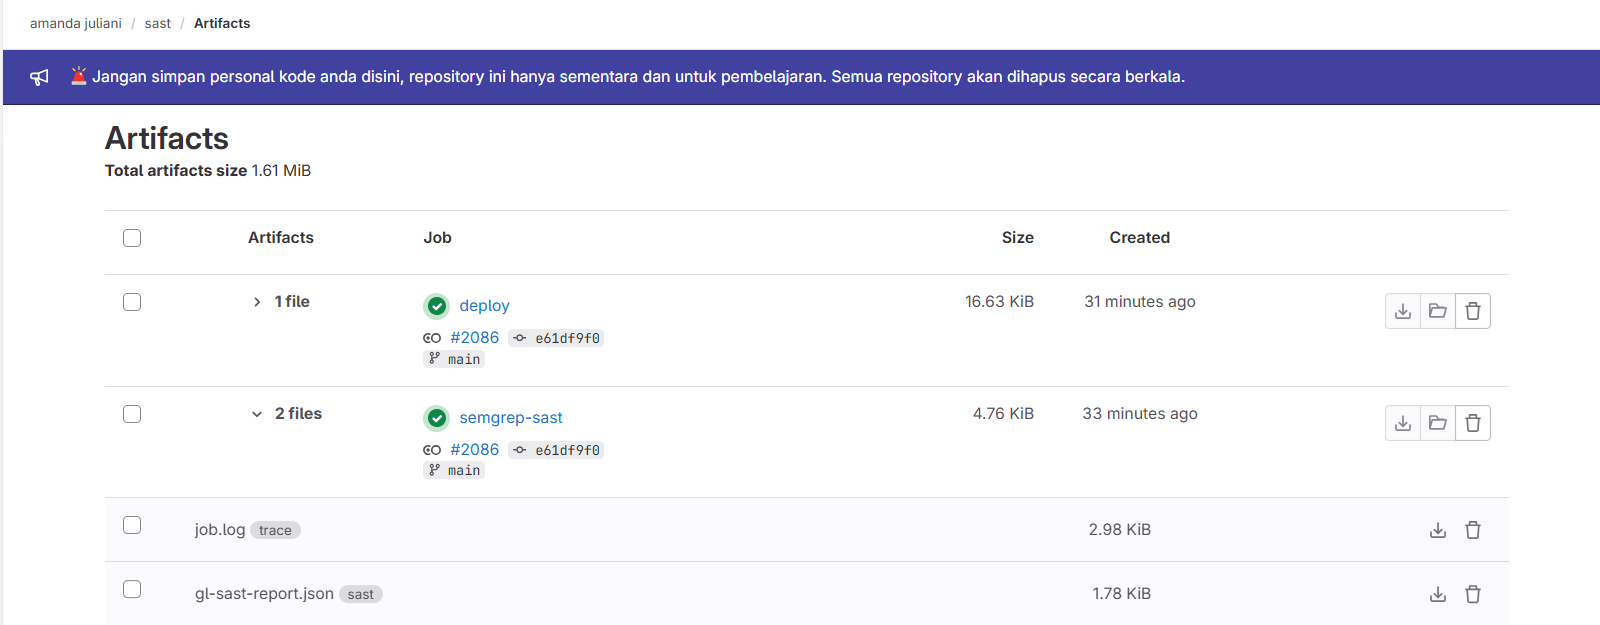 amanda juliani / sast / Artifacts
🚨 Jangan simpan personal kode anda disini, repository ini hanya sementara dan untuk pembelajaran. Semua repository akan dihapus secara berkala.
Artifacts
Total artifacts size 1.61 MiB
Artifacts Job Size Created
1 file deploy 16.63 KiB 31 minutes ago
#2086 e61df9f0
main
2 files semgrep-sast 4.76 KiB 33 minutes ago
#2086 e61df9f0
main
job.log trace 2.98 KiB
gl-sast-report.json sast 1.78 KiB